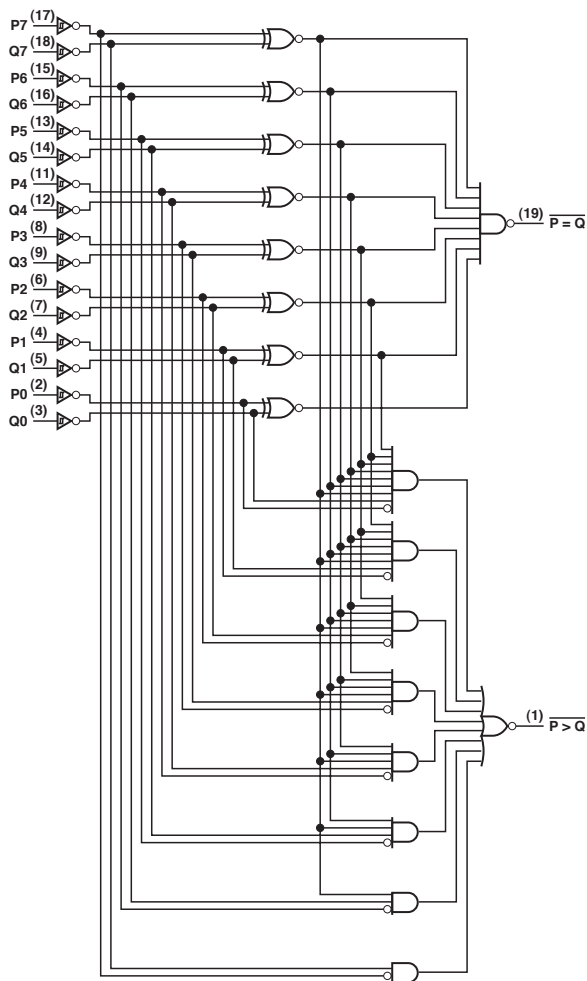 P7 (17)
Q7 (18)
P6 (15)
Q6 (16)
P5 (13)
Q5 (14)
P4 (11)
Q4 (12)
P3 (8)
Q3 (9)
P2 (6)
Q2 (7)
P1 (4)
Q1 (5)
P0 (2)
Q0 (3)
(19) P = Q
(1) P > Q